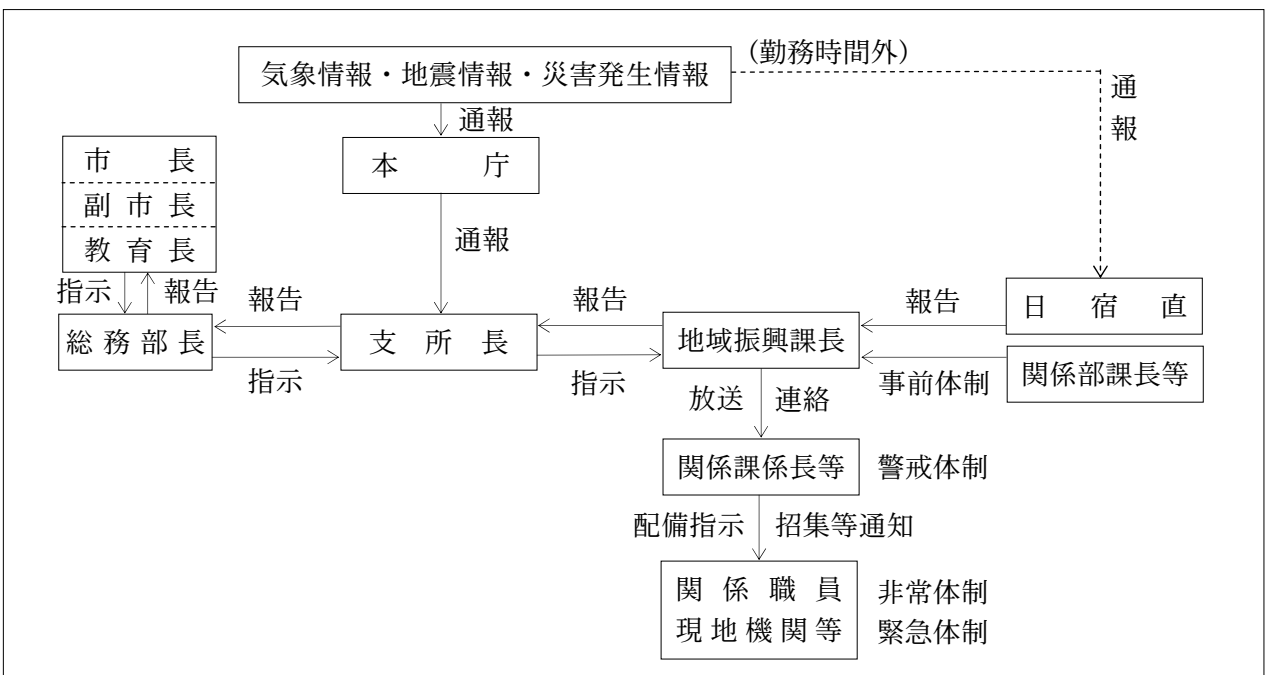 気象情報・地震情報・災害発生情報
(勤務時間外)
通報
通報
本庁
市長
副市長
教育長
通報
指示 報告
報告
報告
報告
日宿直
総務部長
支所長
地域振興課長
関係部課長等
指示
指示
事前体制
放送 連絡
関係課係長等 警戒体制
配備指示 招集等通知
関係職員 非常体制
現地機関等 緊急体制